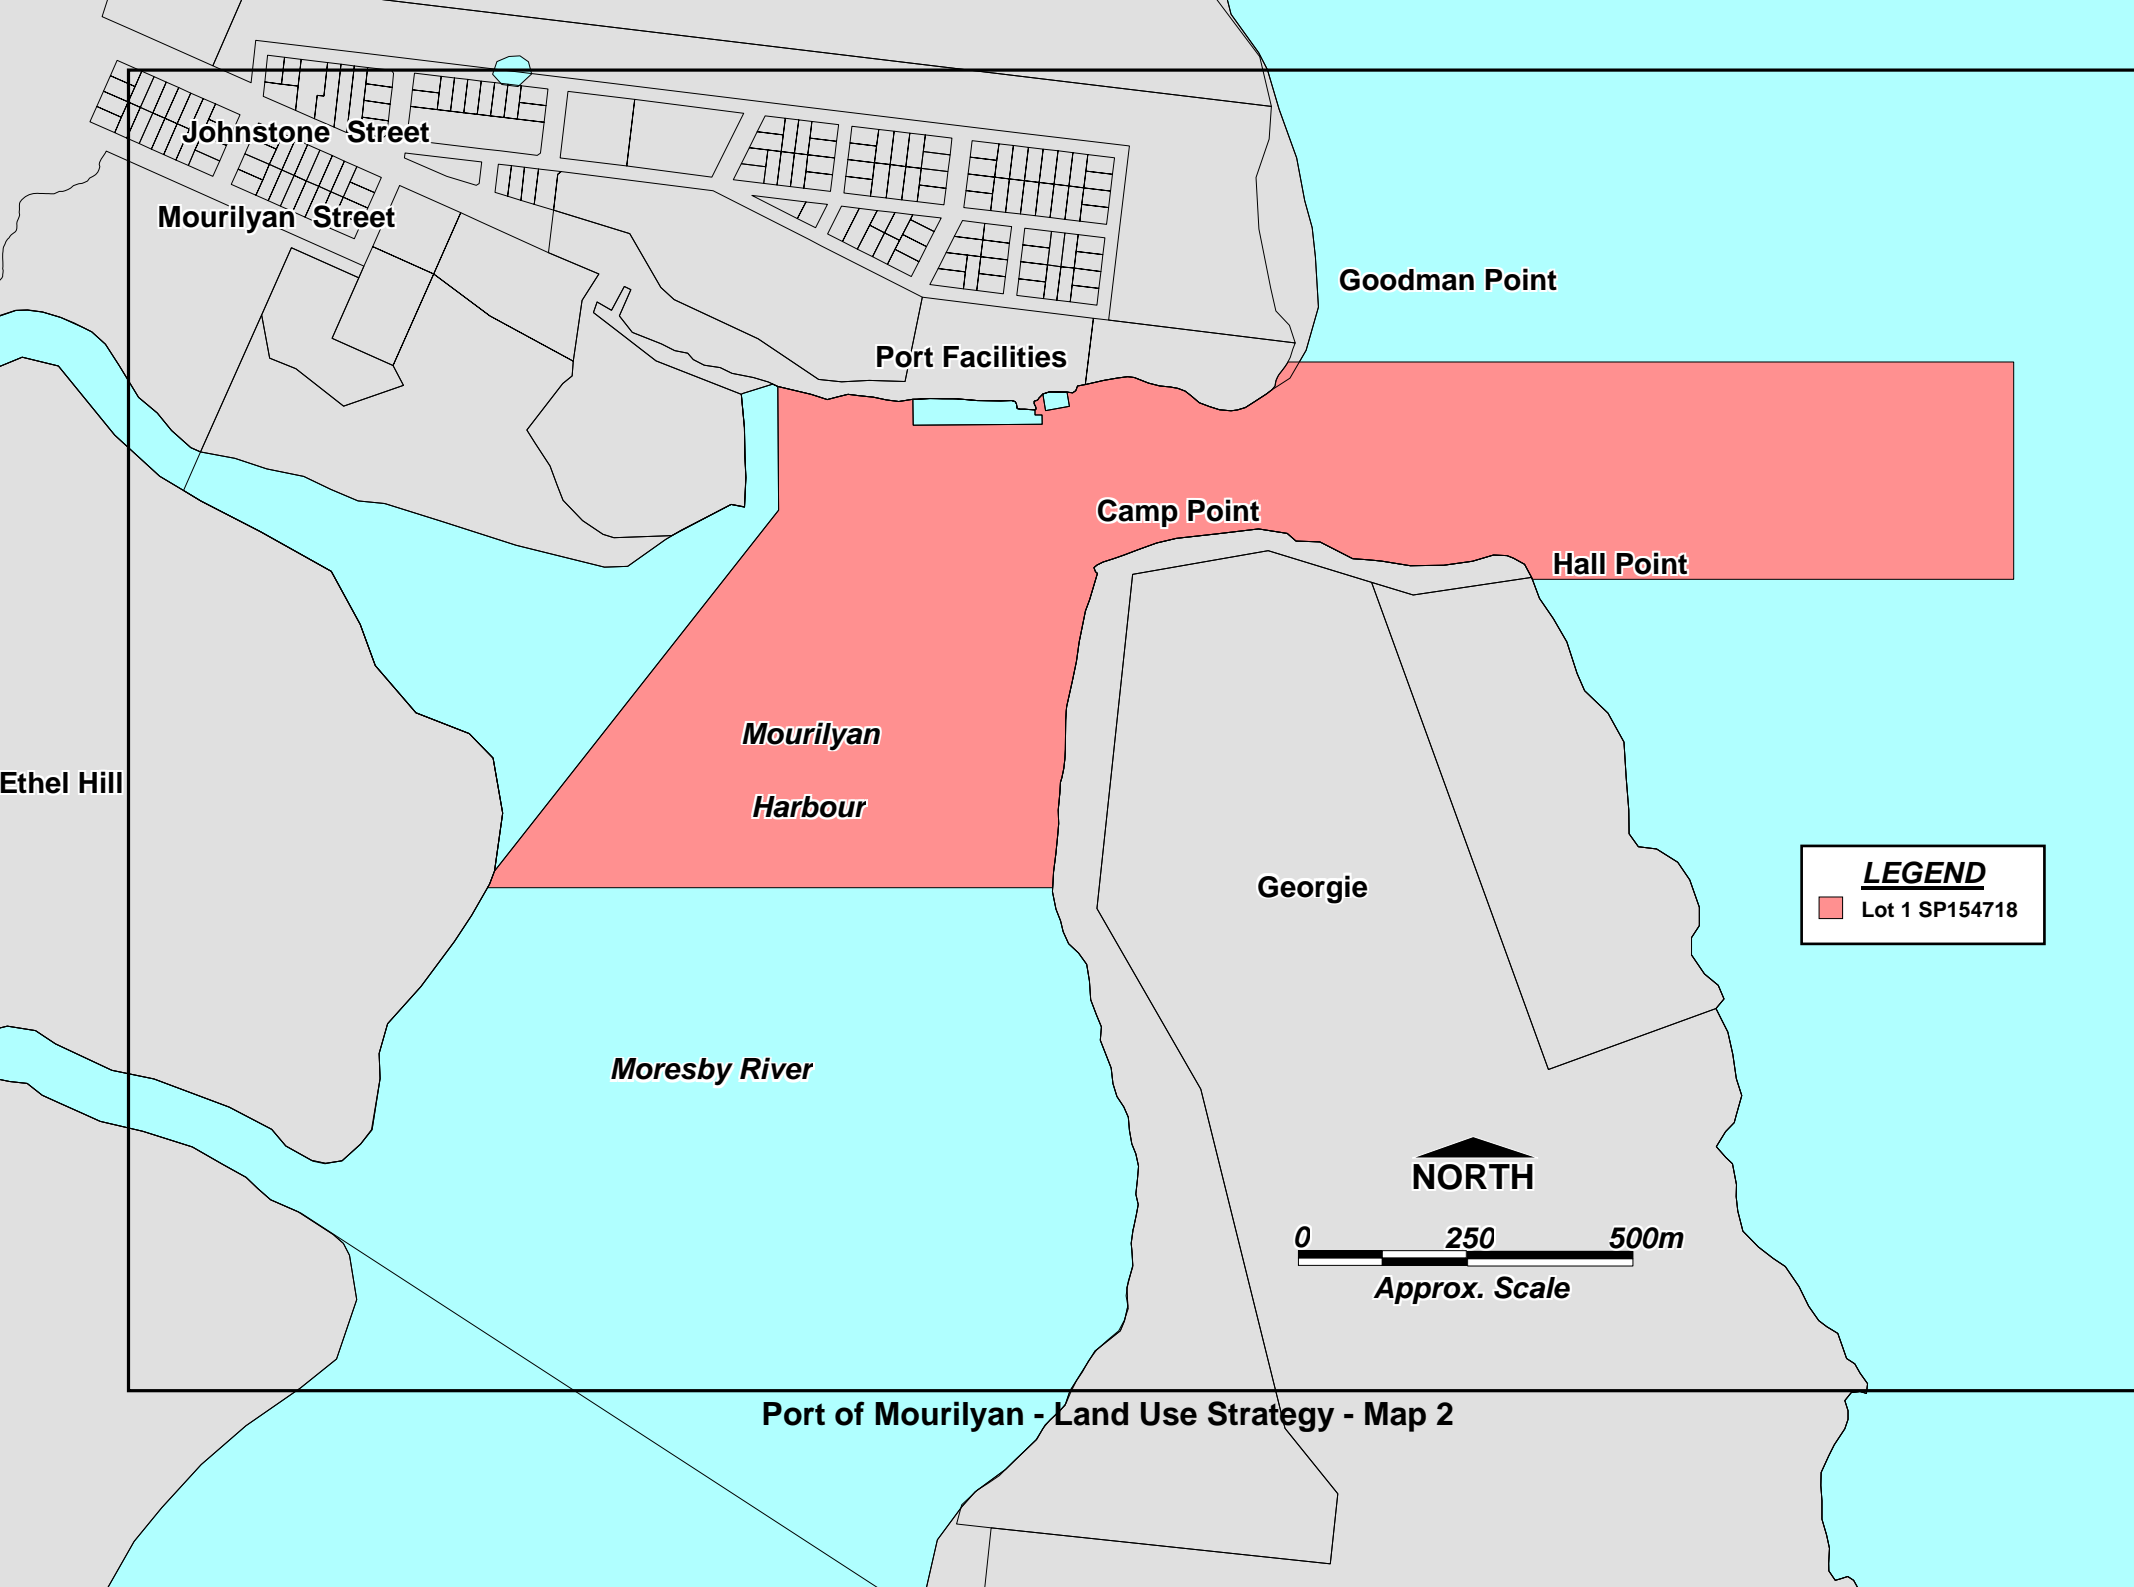 Johnstone Street
Mourilyan Street
Goodman Point
Port Facilities
Camp Point
Hall Point
Mourilyan
Harbour
Ethel Hill
Georgie
LEGEND
Lot 1 SP154718
Moresby River
NORTH
0 250 500m
Approx. Scale
Port of Mourilyan - Land Use Strategy - Map 2